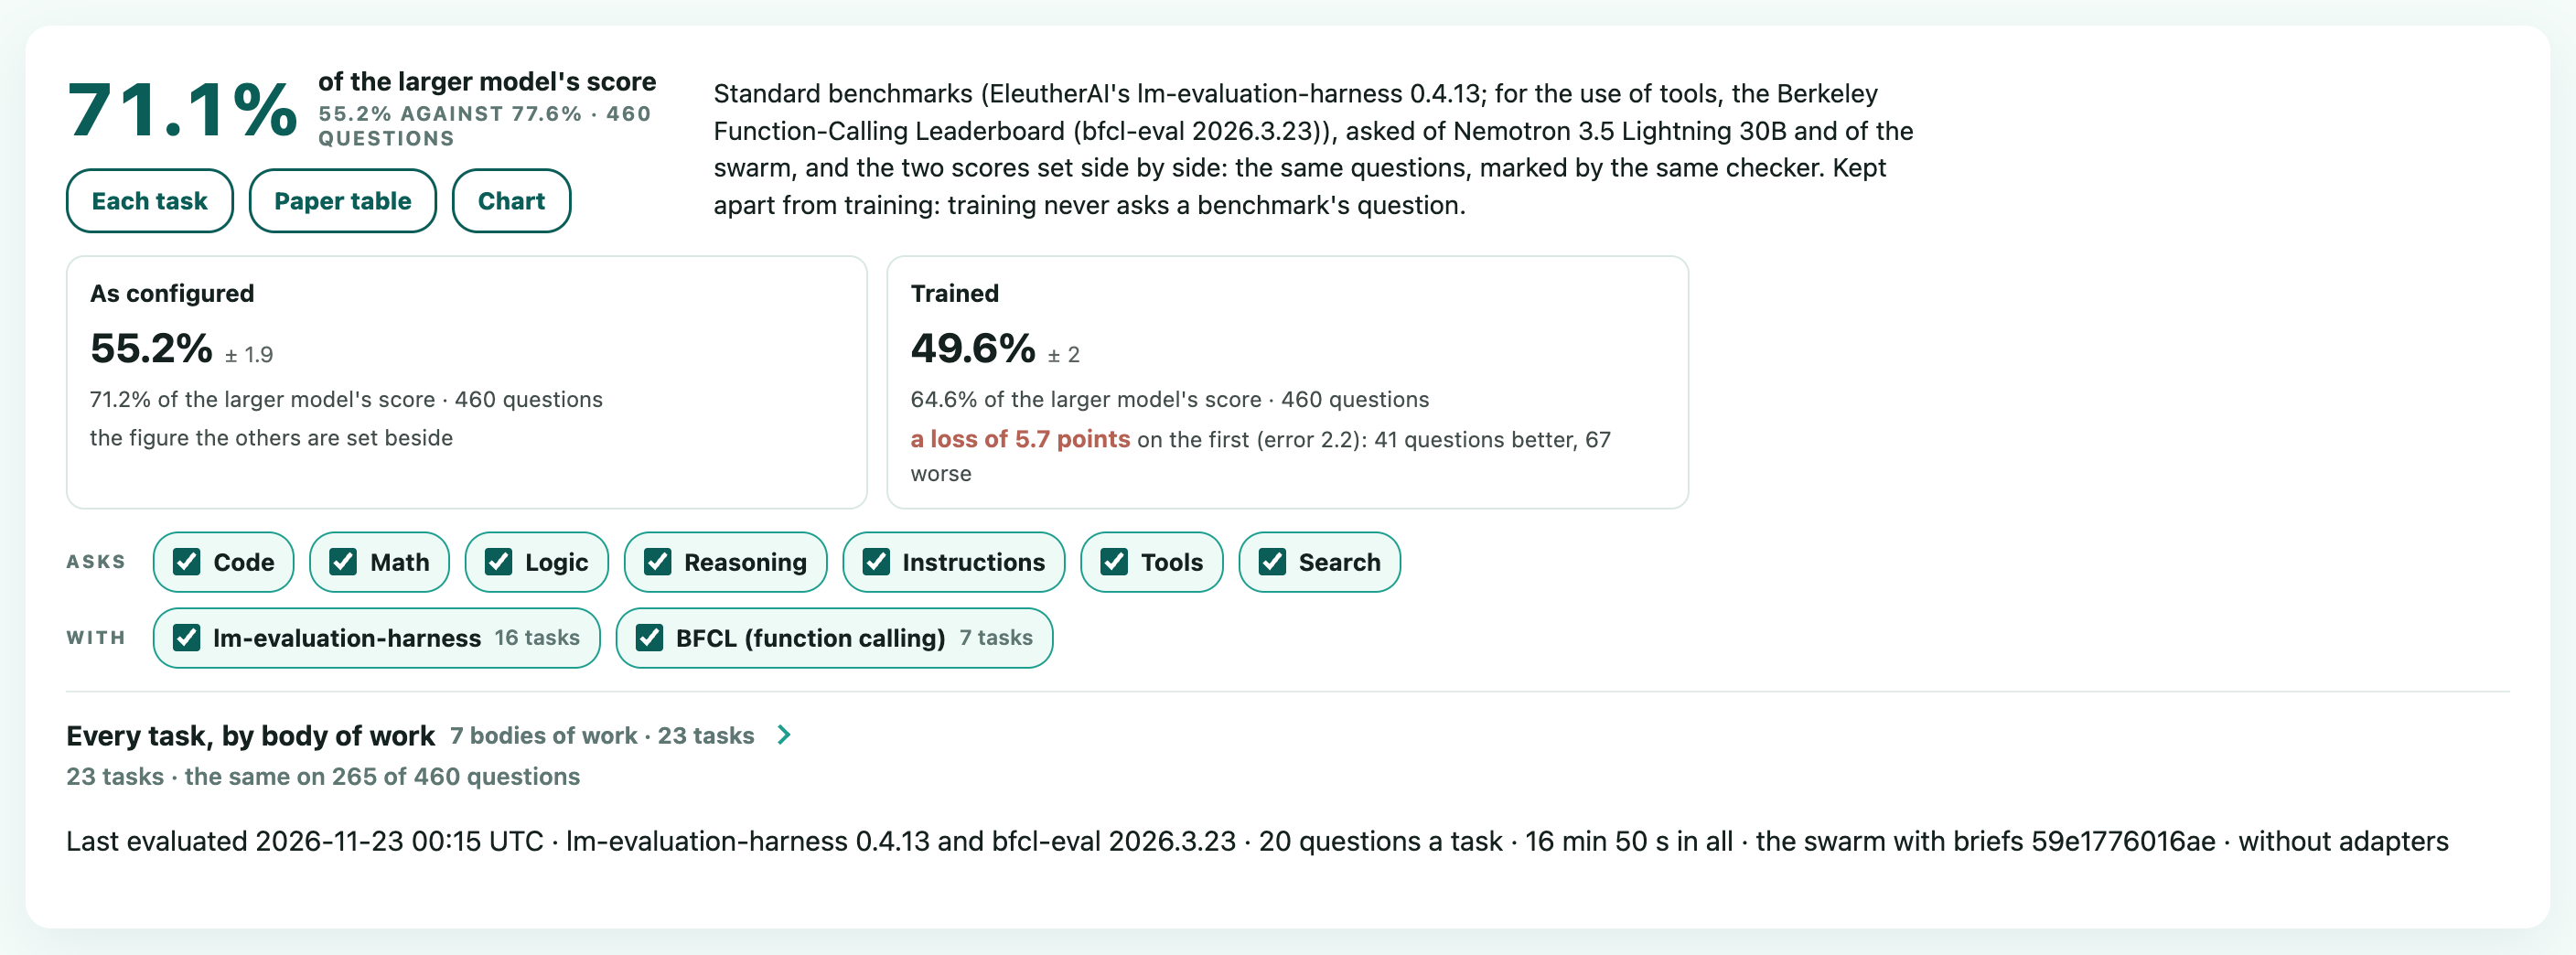 71.1%
of the larger model's score
55.2% AGAINST 77.6% · 460
QUESTIONS
Each task
Paper table
Chart
Standard benchmarks (EleutherAI's lm-evaluation-harness 0.4.13; for the use of tools, the Berkeley
Function-Calling Leaderboard (bfcl-eval 2026.3.23)), asked of Nemotron 3.5 Lightning 30B and of the
swarm, and the two scores set side by side: the same questions, marked by the same checker. Kept
apart from training: training never asks a benchmark's question.
As configured
55.2% ± 1.9
71.2% of the larger model's score · 460 questions
the figure the others are set beside
Trained
49.6% ± 2
64.6% of the larger model's score · 460 questions
a loss of 5.7 points on the first (error 2.2): 41 questions better, 67
worse
ASKS Code Math Logic Reasoning Instructions Tools Search
WITH lm-evaluation-harness 16 tasks BFCL (function calling) 7 tasks
Every task, by body of work 7 bodies of work · 23 tasks
23 tasks · the same on 265 of 460 questions
Last evaluated 2026-11-23 00:15 UTC · lm-evaluation-harness 0.4.13 and bfcl-eval 2026.3.23 · 20 questions a task · 16 min 50 s in all · the swarm with briefs 59e1776016ae · without adapters